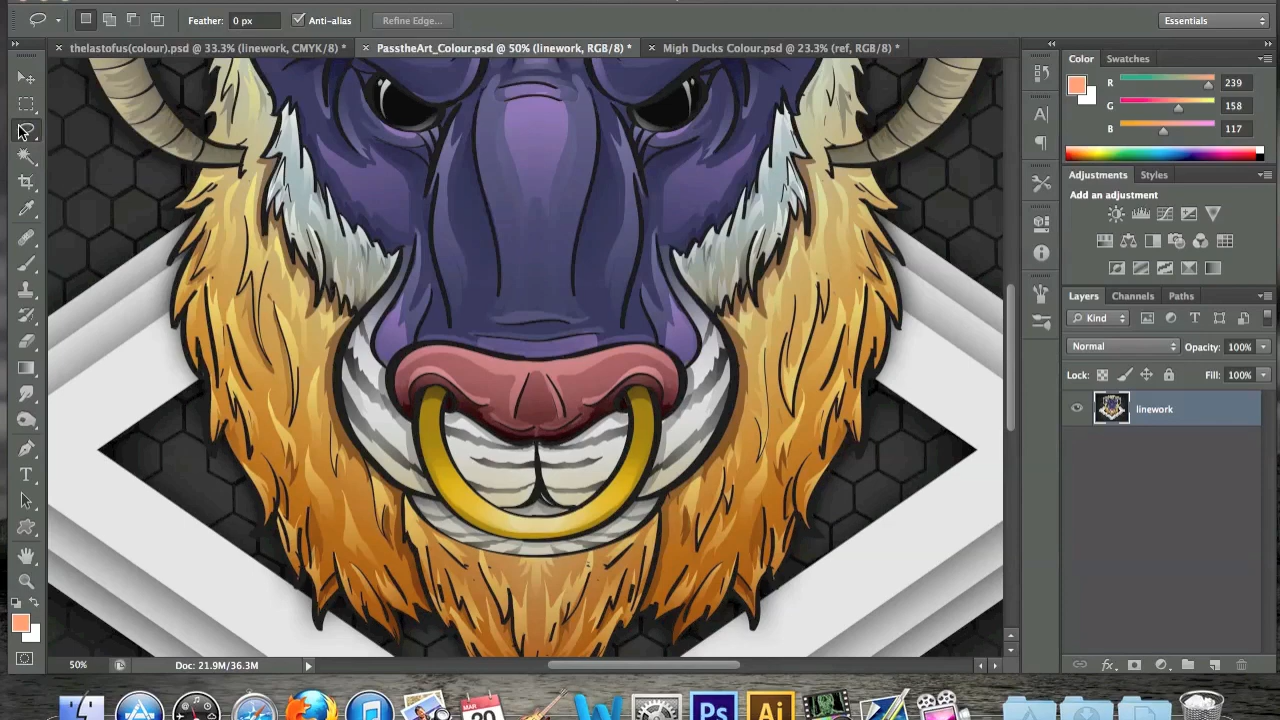 Feather: 0 px Anti-alias Refine Edge... Essentials
thelastofus(colour).psd @ 33.3% (linework, CMYK/8) * PasstheArt_Colour.psd @ 50% (linework, RGB/8) * Migh Ducks Colour.psd @ 23.3% (ref, RGB/8) *
Color Swatches
R 239
G 158
B 117
Adjustments Styles
Add an adjustment
Layers Channels Paths
Kind
Normal Opacity: 100%
Lock: Fill: 100%
linework
50% Doc: 21.9M/36.3M
MAR
Ps Ai